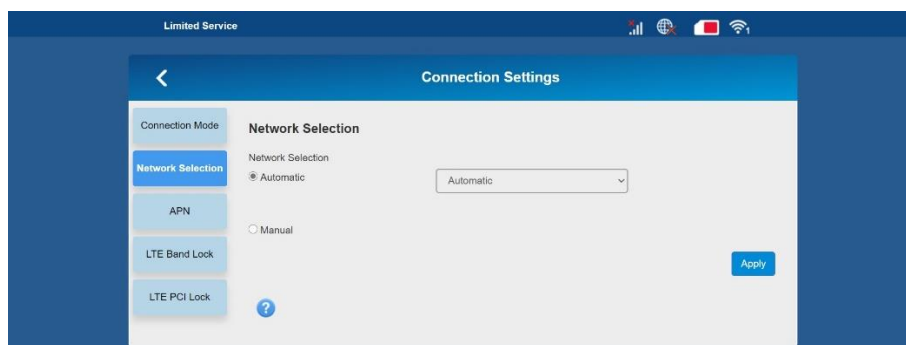 Limited Service
1
Connection Settings
Connection Mode
Network Selection
APN
LTE Band Lock
LTE PCI Lock
Network Selection
Network Selection
Automatic
Automatic
Manual
Apply
?